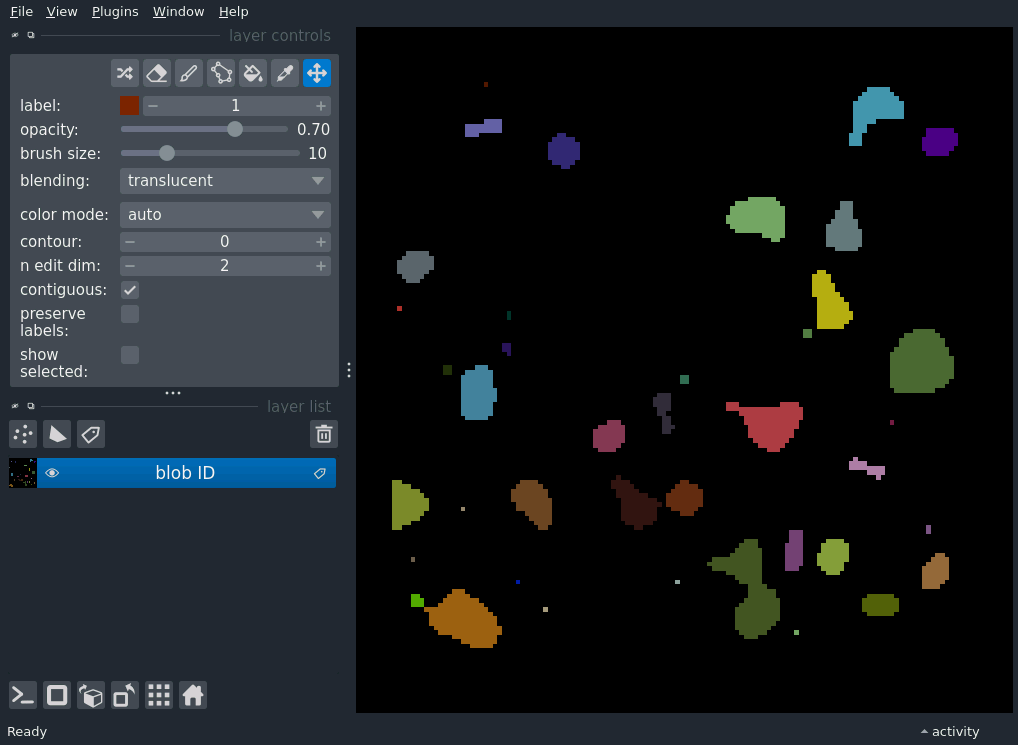 File View Plugins Window Help
layer controls
label: 1
opacity: 0.70
brush size: 10
blending: translucent
color mode: auto
contour: 0
n edit dim: 2
contiguous:
preserve
labels:
show
selected:
layer list
blob ID
Ready
activity